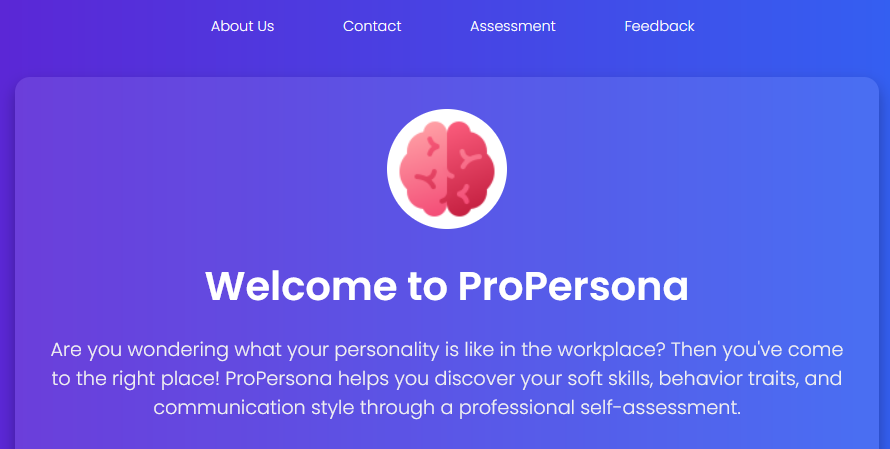 About Us Contact Assessment Feedback
Welcome to ProPersona
Are you wondering what your personality is like in the workplace? Then you've come
to the right place! ProPersona helps you discover your soft skills, behavior traits, and
communication style through a professional self-assessment.